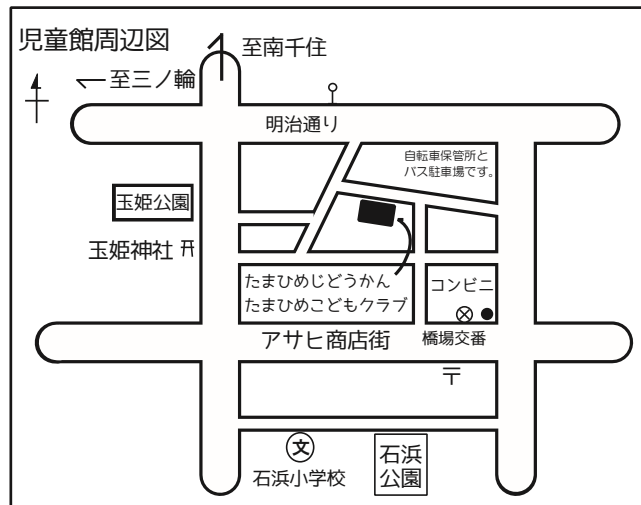 児童館周辺図
至南千住
至三ノ輪
明治通り
自転車保管所と
バス駐車場です。
玉姫公園
玉姫神社
たまひめじどうかん
たまひめこどもクラブ
コンビニ
アサヒ商店街
橋場交番
〒
文
石浜小学校
石浜
公園